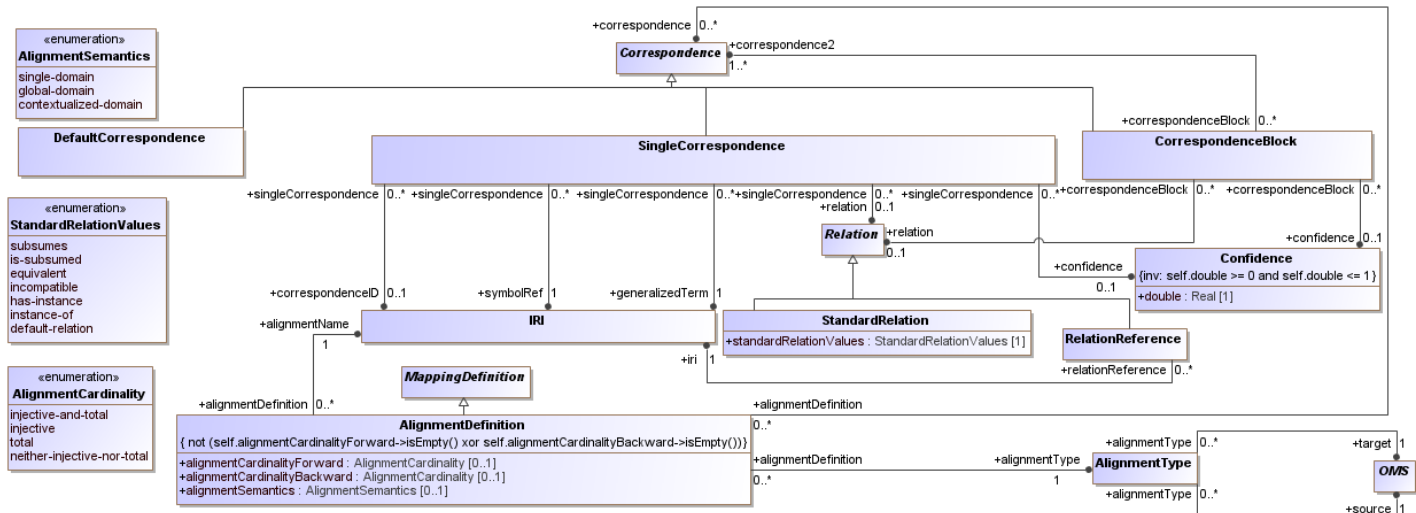 +correspondence 0..*
«enumeration»
AlignmentSemantics
single-domain
global-domain
contextualized-domain
Correspondence
+correspondence2
1..*
+correspondenceBlock 0..*
DefaultCorrespondence
SingleCorrespondence
CorrespondenceBlock
+singleCorrespondence 0..* +singleCorrespondence 0..* +singleCorrespondence 0..* +singleCorrespondence 0..* +singleCorrespondence 0..*
+correspondenceBlock 0..* +correspondenceBlock 0..*
+relation 0..1
«enumeration»
StandardRelationValues
subsumes
is-subsumed
equivalent
incompatible
has-instance
instance-of
default-relation
Relation
+relation
0..1
+confidence 0..1
Confidence
{inv: self.double >= 0 and self.double <= 1}
+double : Real [1]
+confidence
0..1
+correspondenceID 0..1 +symbolRef 1 +generalizedTerm 1
IRI
+alignmentName
1
StandardRelation
+standardRelationValues : StandardRelationValues [1]
RelationReference
+iri 1
+relationReference 0..*
«enumeration»
AlignmentCardinality
injective-and-total
injective
total
neither-injective-nor-total
MappingDefinition
+alignmentDefinition 0..*
AlignmentDefinition
{ not (self.alignmentCardinalityForward->isEmpty() xor self.alignmentCardinalityBackward->isEmpty())}
+alignmentCardinalityForward : AlignmentCardinality [0..1]
+alignmentCardinalityBackward : AlignmentCardinality [0..1]
+alignmentSemantics : AlignmentSemantics [0..1]
+alignmentDefinition
0..*
+alignmentDefinition
0..*
+alignmentType
1
+alignmentType 0..*
AlignmentType
+alignmentType 0..*
+target 1
OMS
+source 1